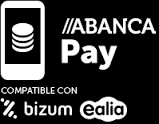 //ABANCA
Pay
COMPATIBLE CON
bizum ealia